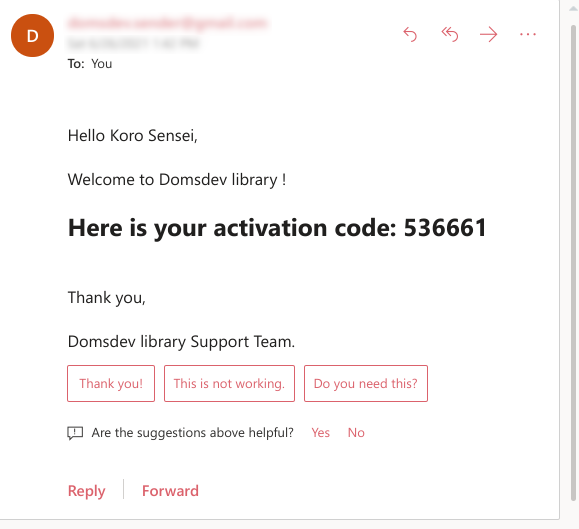 D
To: You
Hello Koro Sensei,
Welcome to Domsdev library !
Here is your activation code: 536661
Thank you,
Domsdev library Support Team.
Thank you!
This is not working.
Do you need this?
Are the suggestions above helpful? Yes No
Reply Forward